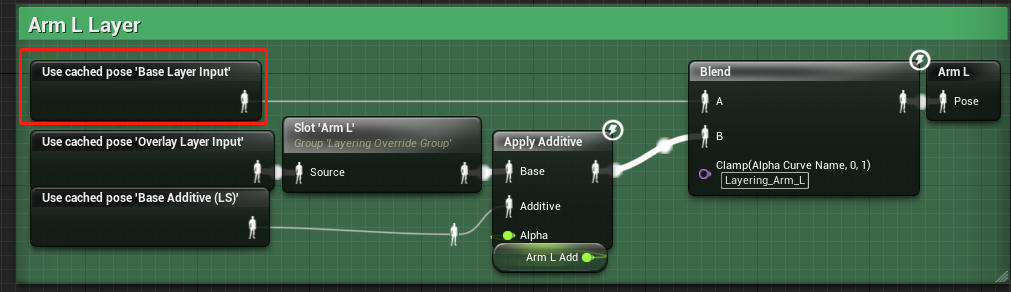 Arm L Layer
Use cached pose 'Base Layer Input'
Use cached pose 'Overlay Layer Input'
Use cached pose 'Base Additive (LS)'
Slot 'Arm L'
Group 'Layering Override Group'
Source
Apply Additive
Base
Additive
Alpha
Arm L Add
Blend
A
B
Clamp(Alpha Curve Name, 0, 1)
Layering_Arm_L
Arm L
Pose